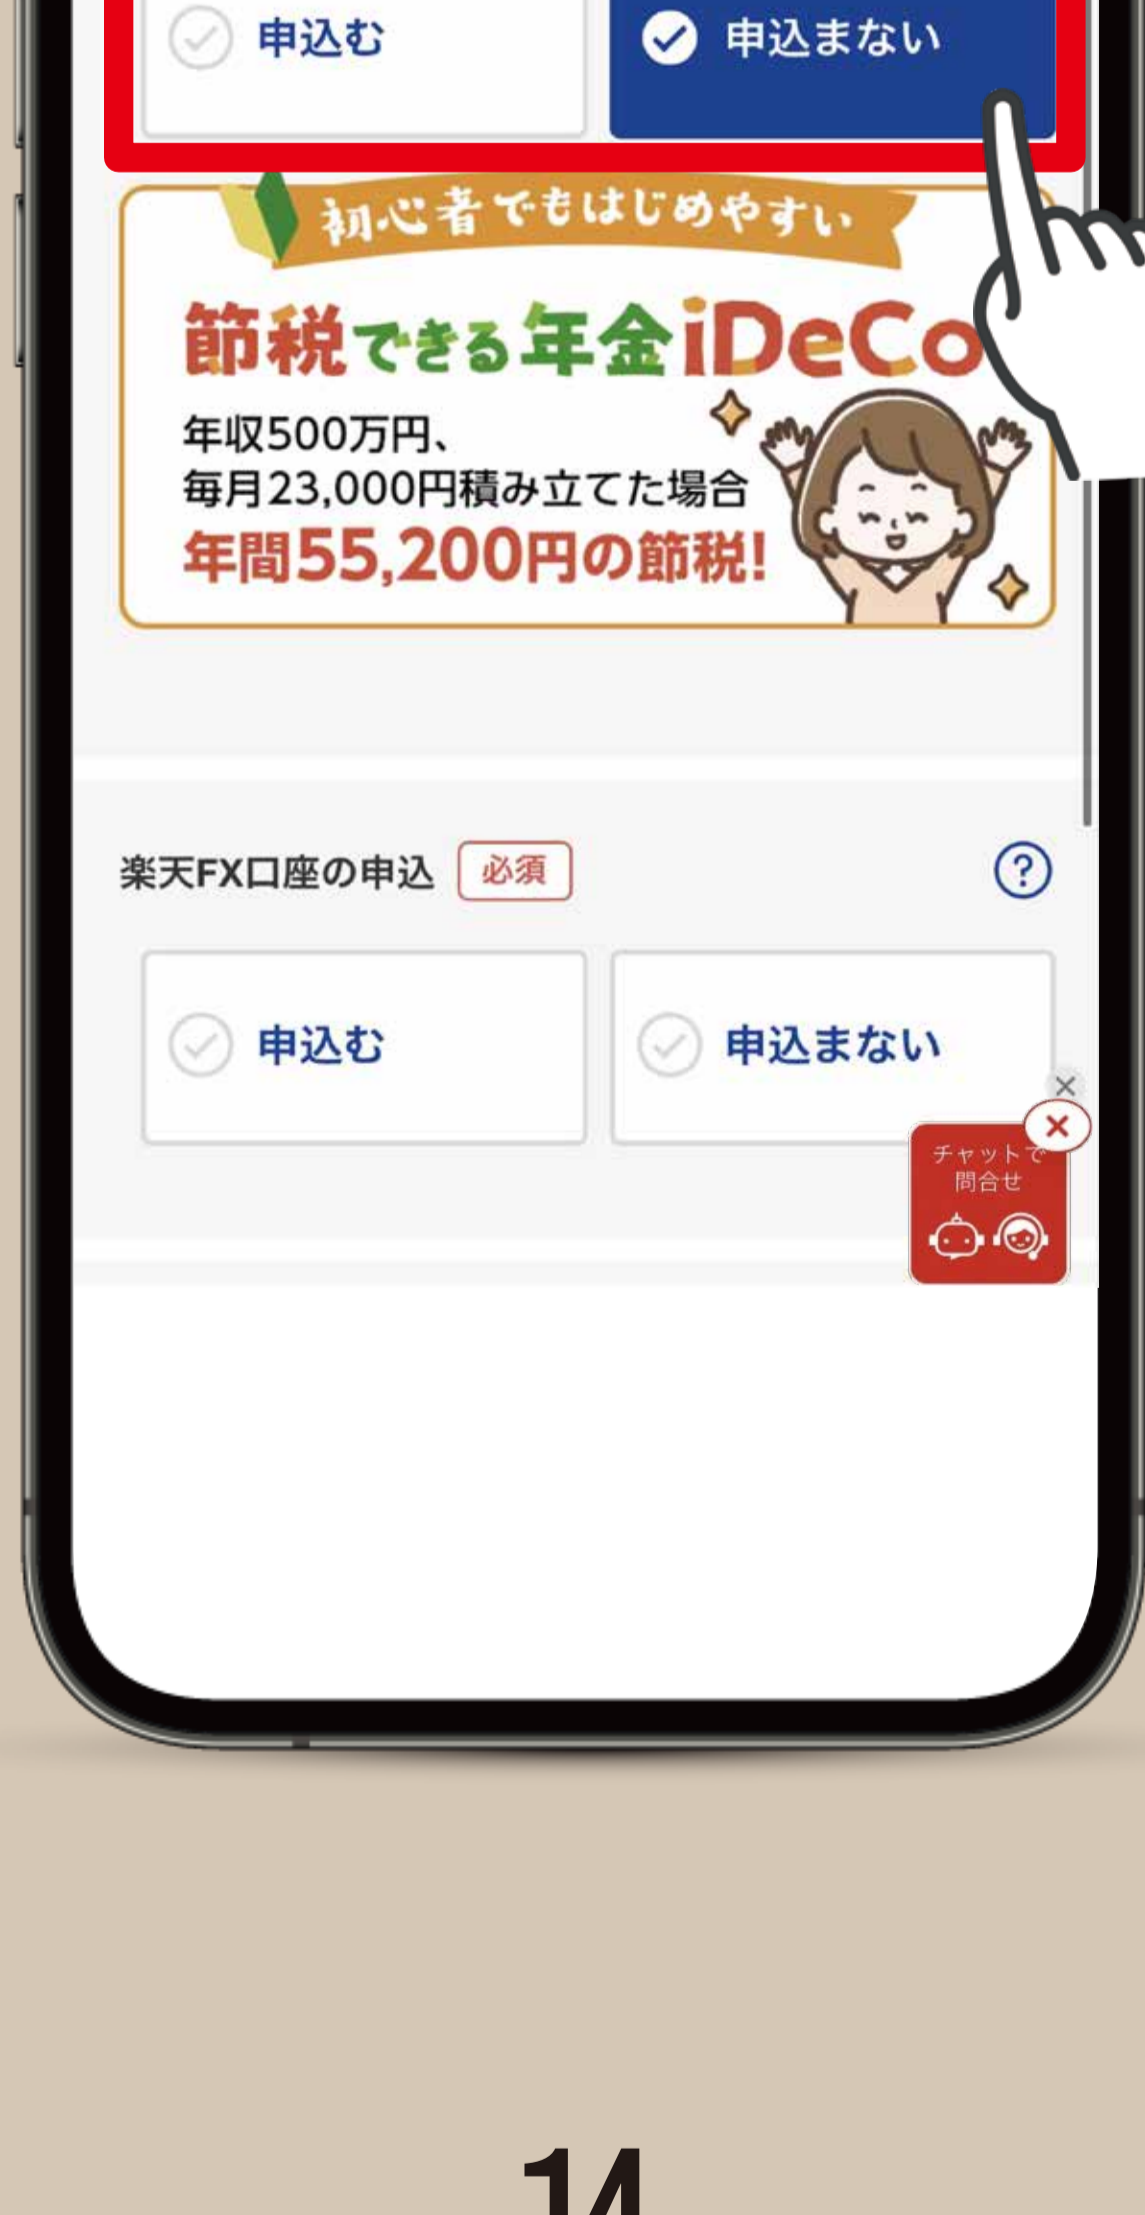 申込む 申込まない
初心者でもはじめやすい
節税できる年金iDeCo
年収500万円、
毎月23,000円積み立てた場合
年間55,200円の節税!
楽天FX口座の申込 必須 ?
申込む 申込まない
チャットで
問合せ
14